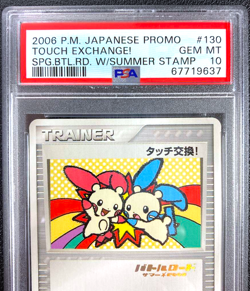 2006 P.M. JAPANESE PROMO #130
TOUCH EXCHANGE! GEM MT
SPG.BTL.RD. W/SUMMER STAMP 10
PSA 67719637
TRAINER
タッチ交換!
バトルロード